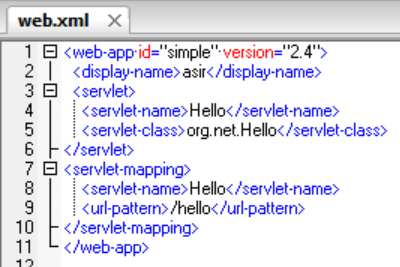 web.xml
1 <web-app id="simple" version="2.4">
2 <display-name>asir</display-name>
3 <servlet>
4 <servlet-name>Hello</servlet-name>
5 <servlet-class>org.net.Hello</servlet-class>
6 </servlet>
7 <servlet-mapping>
8 <servlet-name>Hello</servlet-name>
9 <url-pattern>/hello</url-pattern>
10 </servlet-mapping>
11 </web-app>
12